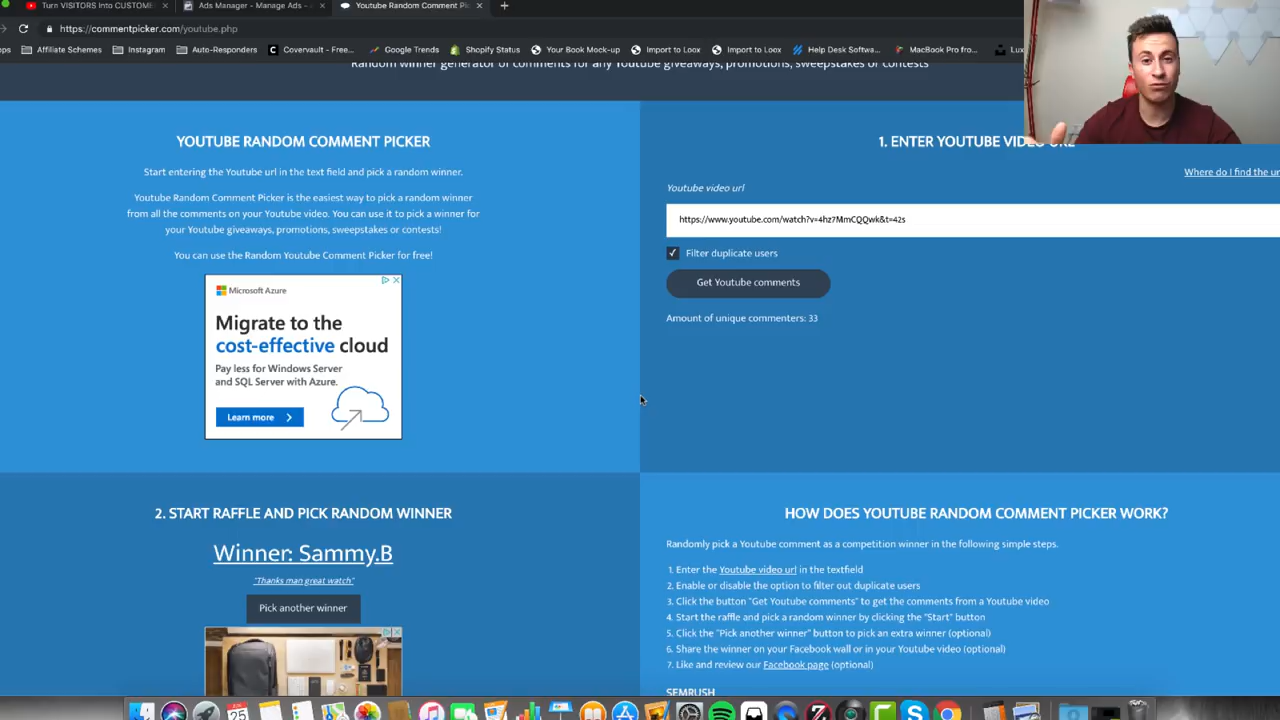 Turn VISITORS Into CUSTOME
Ads Manager - Manage Ads -
Youtube Random Comment Pi
https://commentpicker.com/youtube.php
ops
Affiliate Schemes
Instagram
Auto-Responders
Covervault - Free...
Google Trends
Shopify Status
Your Book Mock-up
Import to Loox
Import to Loox
Help Desk Softwa...
MacBook Pro fro...
Lux
Random winner generator of comments for any Youtube giveaways, promotions, sweepstakes or contests
YOUTUBE RANDOM COMMENT PICKER
Start entering the Youtube url in the text field and pick a random winner.
Youtube Random Comment Picker is the easiest way to pick a random winner
from all the comments on your Youtube video. You can use it to pick a winner for
your Youtube giveaways, promotions, sweepstakes or contests!
You can use the Random Youtube Comment Picker for free!
Microsoft Azure
Migrate to the
cost-effective cloud
Pay less for Windows Server
and SQL Server with Azure.
Learn more
1. ENTER YOUTUBE VIDEO URL
Where do I find the ur
Youtube video url
https://www.youtube.com/watch?v=4hz7MmCQQwk&t=42s
Filter duplicate users
Get Youtube comments
Amount of unique commenters: 33
2. START RAFFLE AND PICK RANDOM WINNER
Winner: Sammy.B
"Thanks man great watch"
Pick another winner
HOW DOES YOUTUBE RANDOM COMMENT PICKER WORK?
Randomly pick a Youtube comment as a competition winner in the following simple steps.
1. Enter the Youtube video url in the textfield
2. Enable or disable the option to filter out duplicate users
3. Click the button "Get Youtube comments" to get the comments from a Youtube video
4. Start the raffle and pick a random winner by clicking the "Start" button
5. Click the "Pick another winner" button to pick an extra winner (optional)
6. Share the winner on your Facebook wall or in your Youtube video (optional)
7. Like and review our Facebook page (optional)
SEMRUSH
25